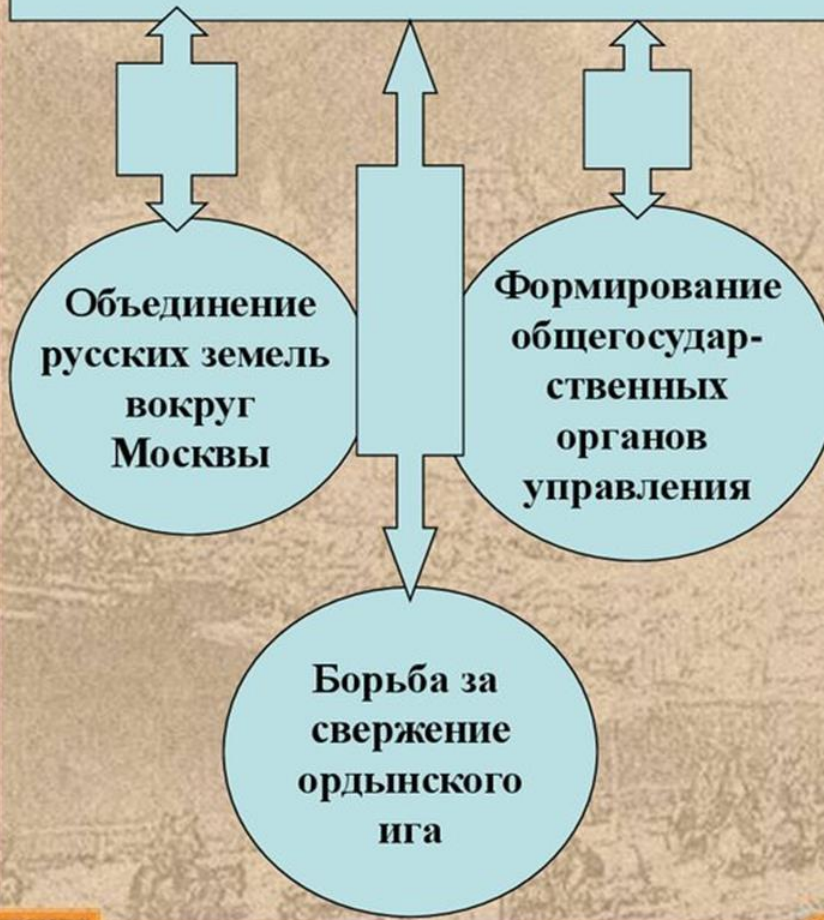 Объединение
русских земель
вокруг
Москвы
Формирование
общегосудар-
ственных
органов
управления
Борьба за
свержение
ордынского
ига